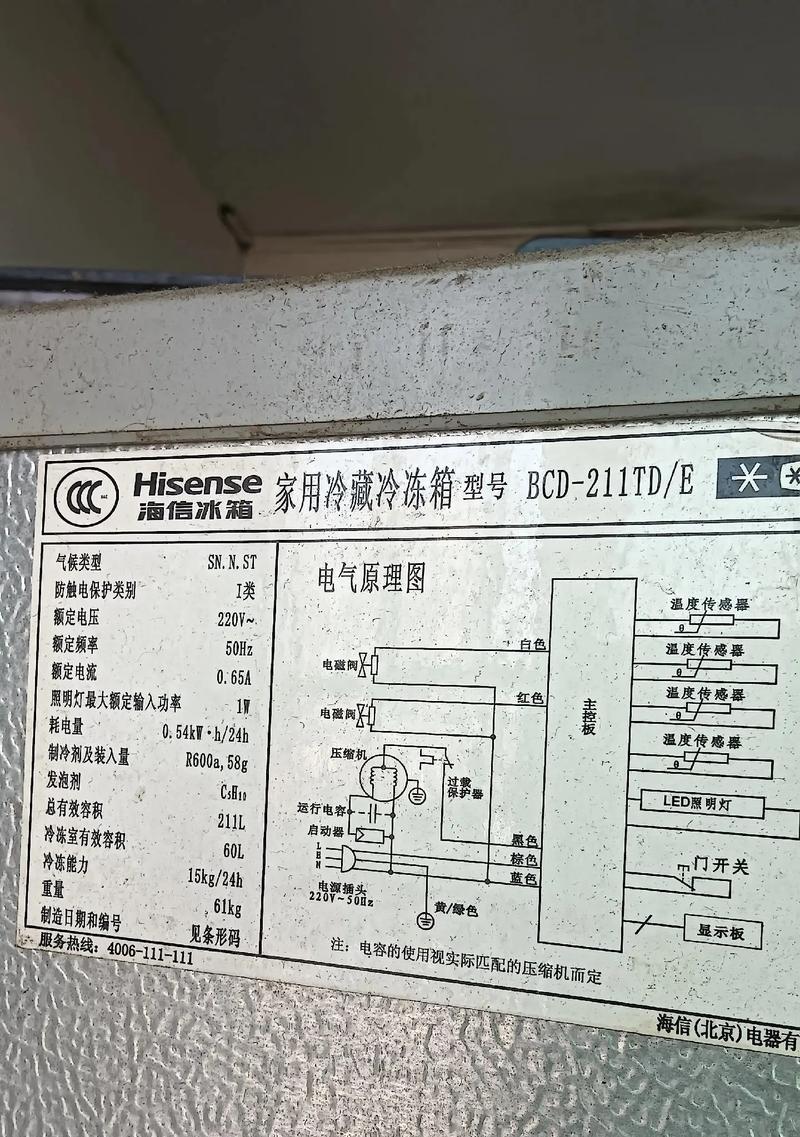 Hisense
海信冰箱
家用冷藏冷冻箱 型号 BCD-211TD/E
气候类型 SN.N.ST
防触电保护类别 I类
额定电压 220V~
额定频率 50Hz
额定电流 0.65A
照明灯最大额定输入功率 1W
耗电量 0.54kW·h/24h
制冷剂及装入量 R600a,58g
发泡剂 C5H10
总有效容积 211L
冷冻室有效容积 60L
冷冻能力 15kg/24h
重量 61kg
制造日期和编号 见条形码
服务热线: 4006-111-111
电气原理图
白色
电磁阀
红色
电磁阀
压缩机
过载
保护器
运行电容
启动器
黑色
棕色
蓝色
L
N
电源插头
220V~50Hz
黄/绿色
主控板
温度传感器
θ
温度传感器
θ
温度传感器
θ
温度传感器
θ
LED照明灯
门开关
显示板
注: 电容的使用视实际匹配的压缩机而定
海信(北京)电器有